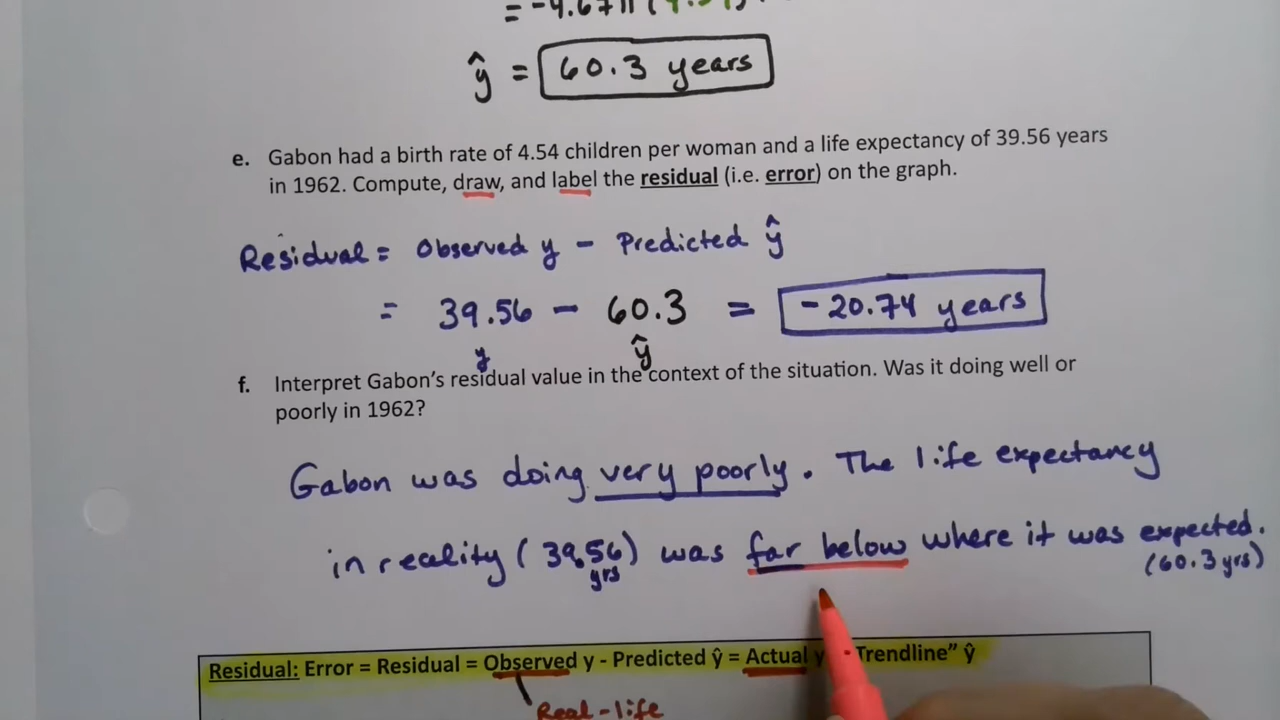 = -4.6711 (4.54)
ŷ = 60.3 years
e. Gabon had a birth rate of 4.54 children per woman and a life expectancy of 39.56 years
in 1962. Compute, draw, and label the residual (i.e. error) on the graph.
Residual = Observed y - Predicted ŷ
= 39.56 - 60.3 = -20.74 years
y ŷ
f. Interpret Gabon's residual value in the context of the situation. Was it doing well or
poorly in 1962?
Gabon was doing very poorly. The life expectancy
in reality (39.56 yrs) was far below where it was expected.
(60.3 yrs)
Residual: Error = Residual = Observed y - Predicted ŷ = Actual y "Trendline" ŷ
Real-life